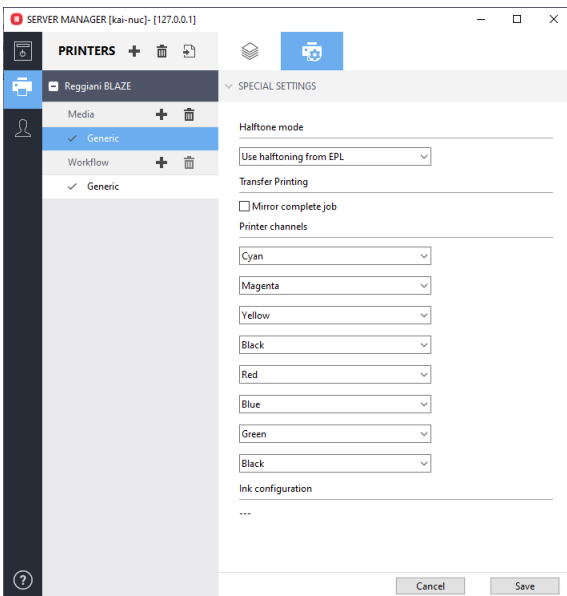 SERVER MANAGER [kai-nuc]- [127.0.0.1]
PRINTERS
Reggiani BLAZE
Media
Generic
Workflow
Generic
SPECIAL SETTINGS
Halftone mode
Use halftoning from EPL
Transfer Printing
Mirror complete job
Printer channels
Cyan
Magenta
Yellow
Black
Red
Blue
Green
Black
Ink configuration
---
?
Cancel Save